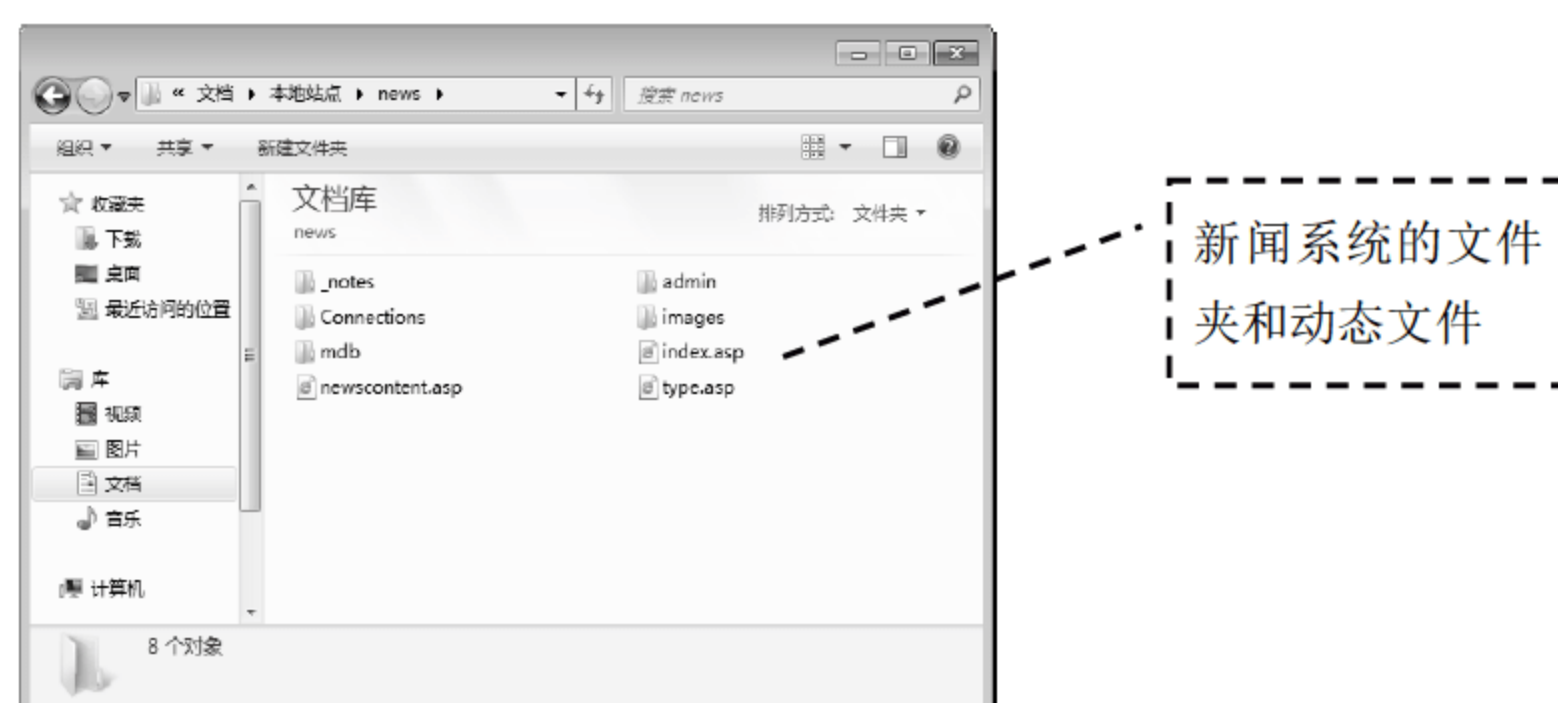 « 文档 ▸ 本地站点 ▸ news ▸
搜索 news
组织 共享 新建文件夹
收藏夹
下载
桌面
最近访问的位置
库
视频
图片
文档
音乐
计算机
文档库
news
排列方式: 文件夹
_notes
admin
Connections
images
mdb
index.asp
newscontent.asp
type.asp
8 个对象
新闻系统的文件
夹和动态文件